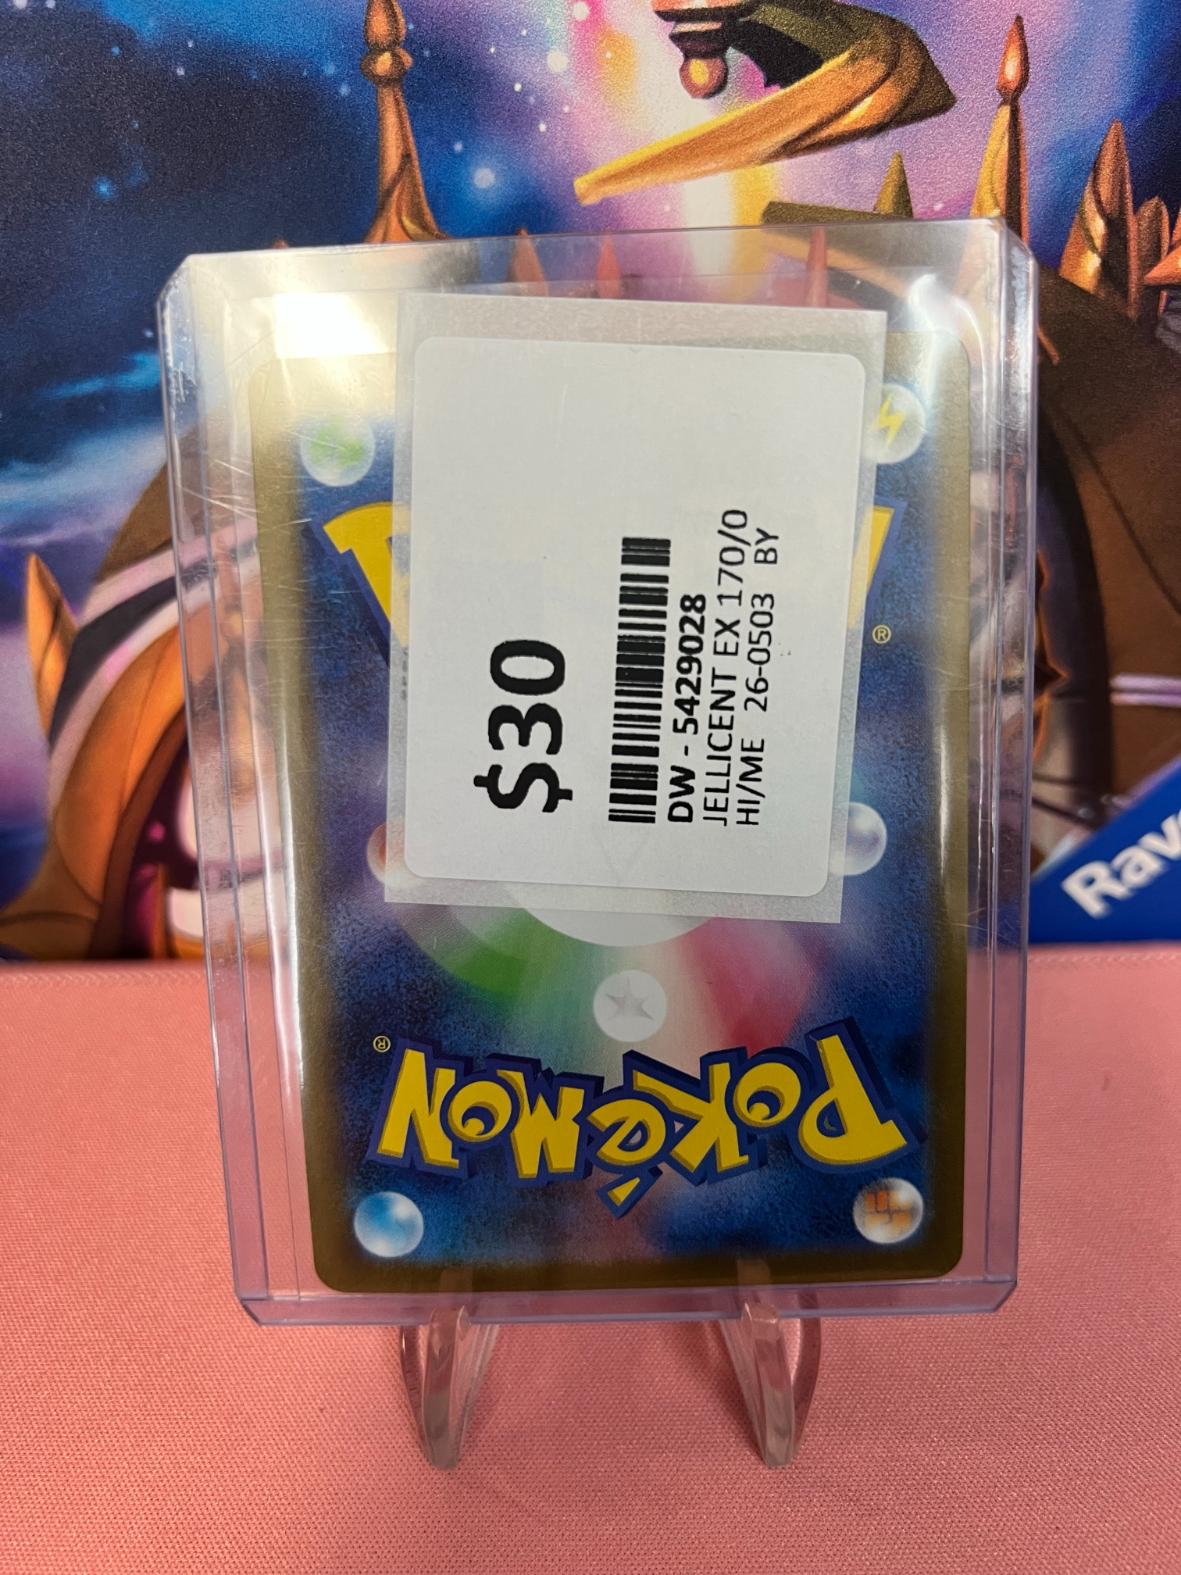 $30
DW - 5429028
JELLICENT EX 170/0
HI/ME 26-0503 BY
®
®
POKéMON
Rav